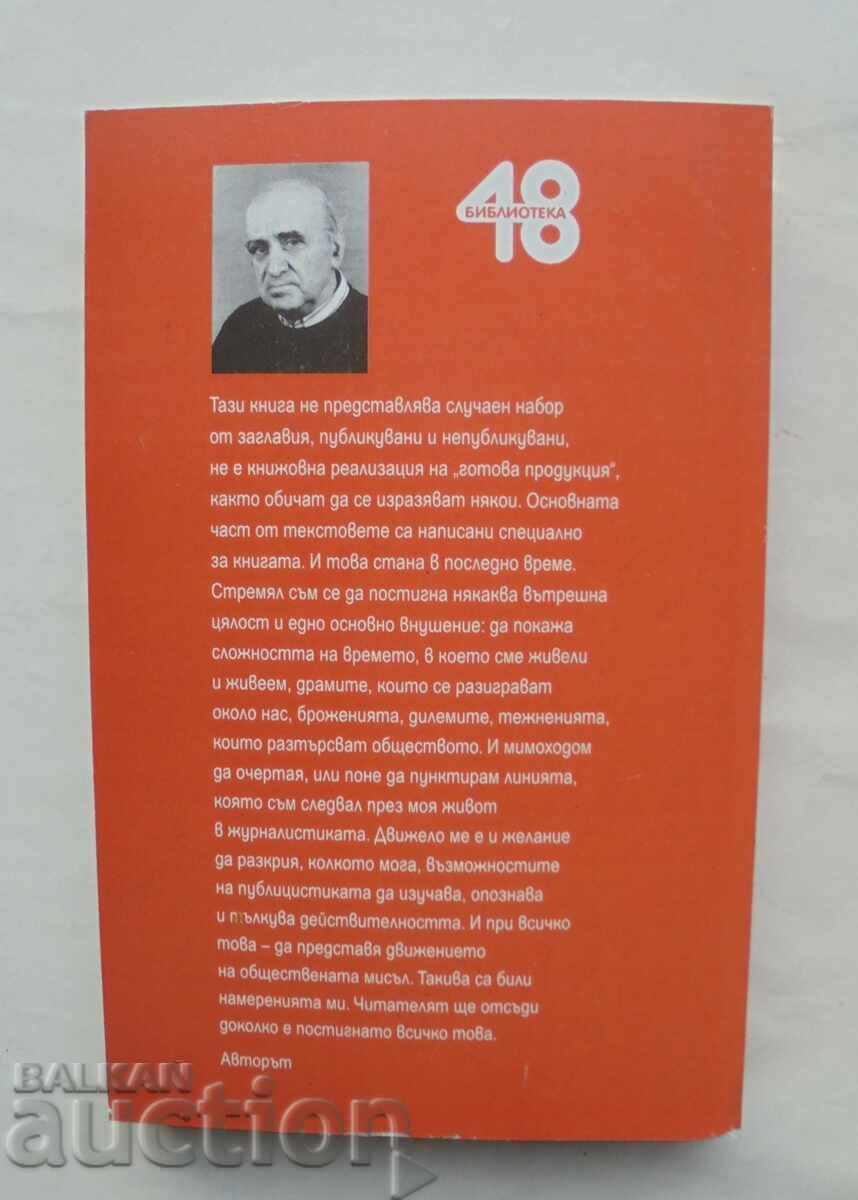 48
БИБЛИОТЕКА
Тази книга не представлява случаен набор
от заглавия, публикувани и непубликувани,
не е книжовна реализация на „готова продукция“,
както обичат да се изразяват някои. Основната
част от текстовете са написани специално
за книгата. И това стана в последно време.
Стремял съм се да постигна някаква вътрешна
цялост и едно основно внушение: да покажа
сложността на времето, в което сме живели
и живеем, драмите, които се разиграват
около нас, броженията, дилемите, тежненията,
които разтърсват обществото. И мимоходом
да очертая, или поне да пунктирам линията,
която съм следвал през моя живот
в журналистиката. Движело ме е и желание
да разкрия, колкото мога, възможностите
на публицистиката да изучава, опознава
и тълкува действителността. И при всичко
това – да представя движението
на обществената мисъл. Такива са били
намеренията ми. Читателят ще отсъди
доколко е постигнато всичко това.
Авторът
BALKAN
auction